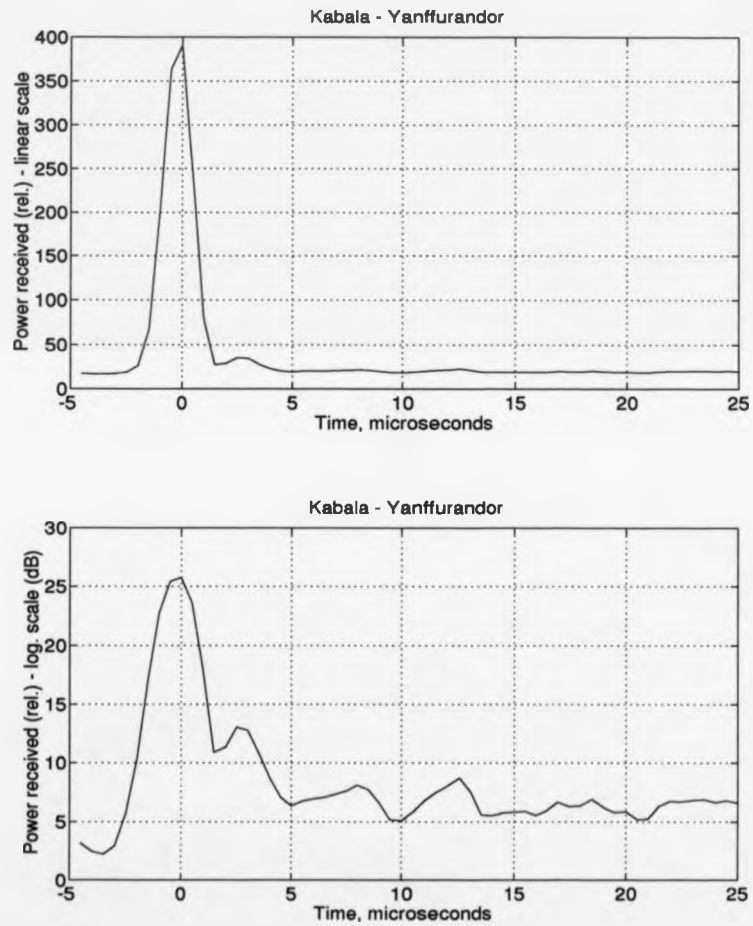 Kabala - Yanffurandor
Power received (rel.) - linear scale
400
350
300
250
200
150
100
50
0
-5 0 5 10 15 20 25
Time, microseconds
Kabala - Yanffurandor
Power received (rel.) - log. scale (dB)
30
25
20
15
10
5
0
-5 0 5 10 15 20 25
Time, microseconds